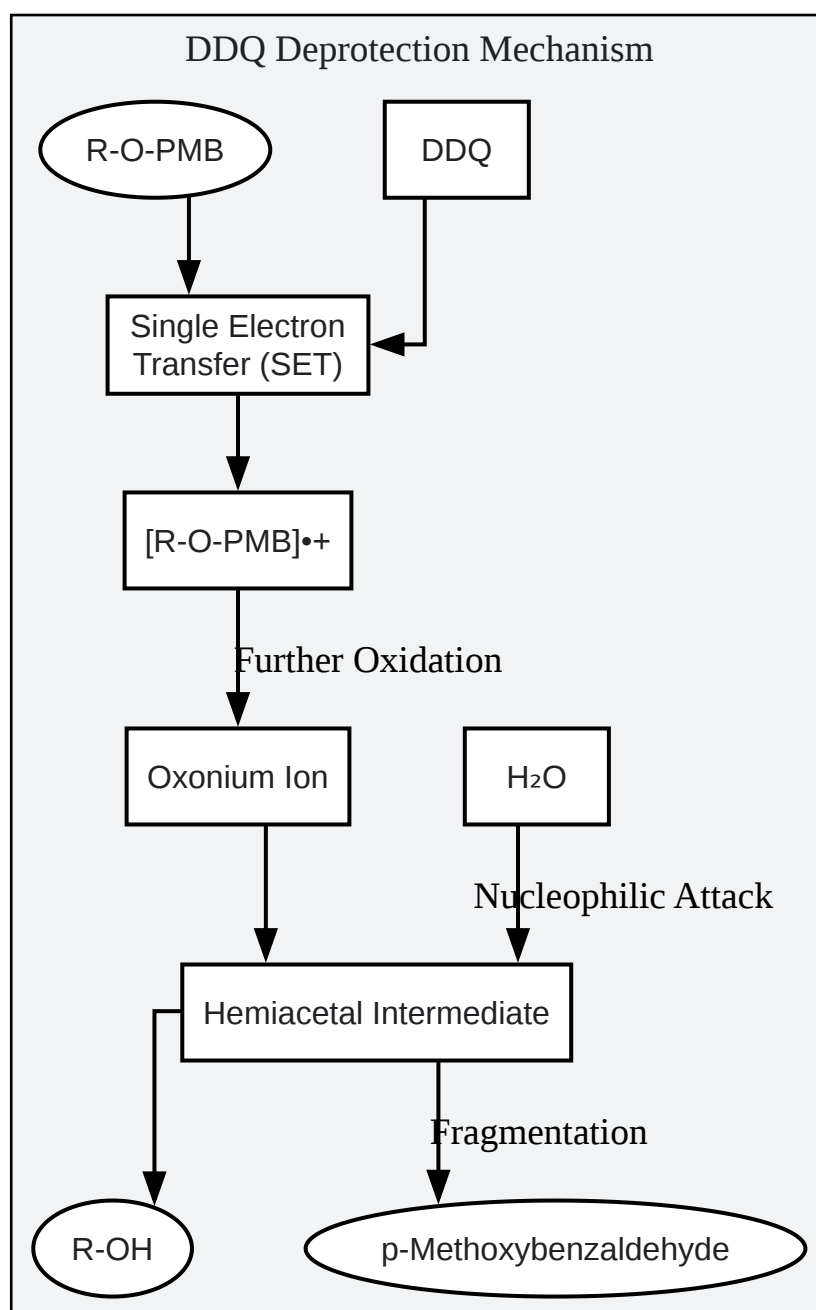 DDQ Deprotection Mechanism
R-O-PMB
DDQ
Single Electron
Transfer (SET)
[R-O-PMB]•+
Further Oxidation
Oxonium Ion
H₂O
Nucleophilic Attack
Hemiacetal Intermediate
Fragmentation
R-OH
p-Methoxybenzaldehyde